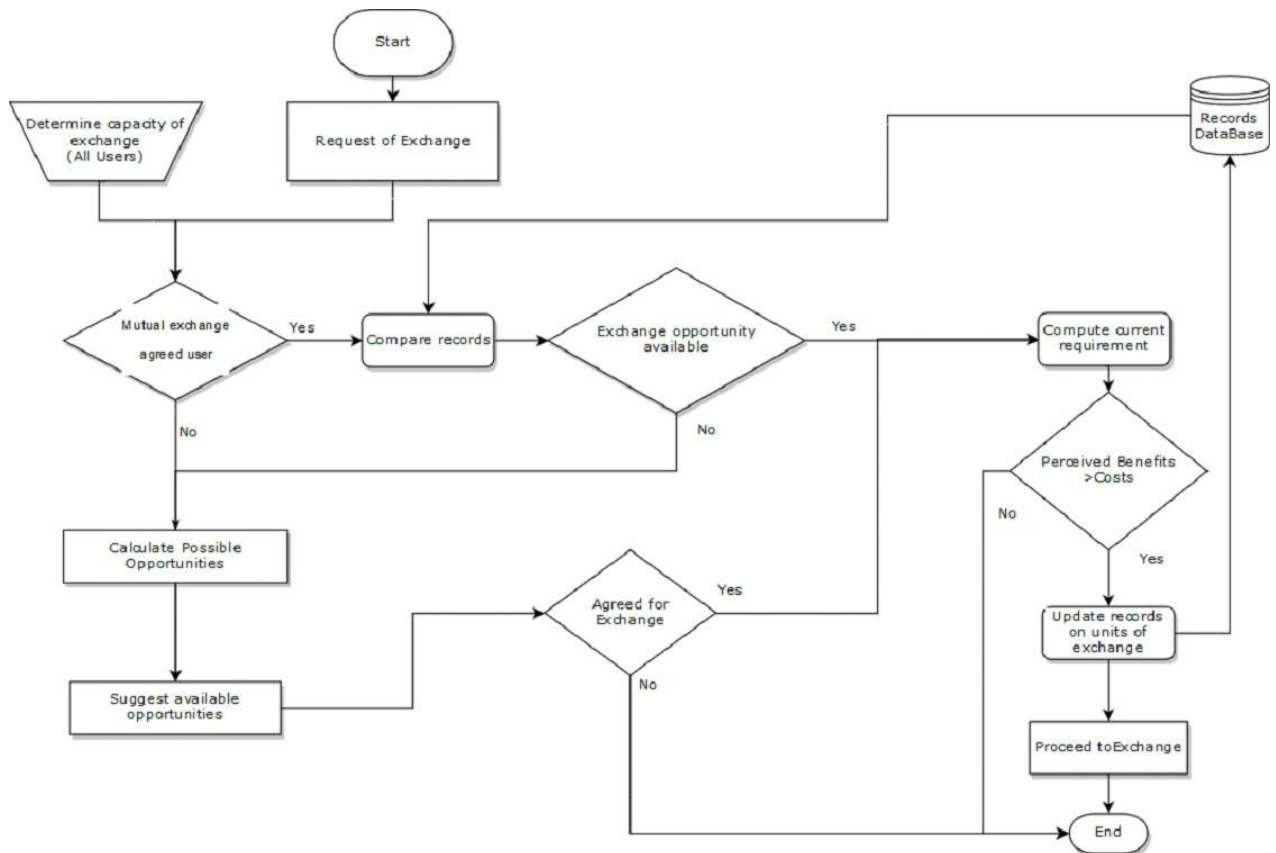 Start
Determine capacity of
exchange
(All Users)
Request of Exchange
Records
DataBase
Mutual exchange
agreed user
Yes
Compare records
Exchange opportunity
available
Yes
Compute current
requirement
No
No
Perceived Benefits
>Costs
No
Yes
Calculate Possible
Opportunities
Agreed for
Exchange
Yes
No
Update records
on units of
exchange
Suggest available
opportunities
Proceed toExchange
End